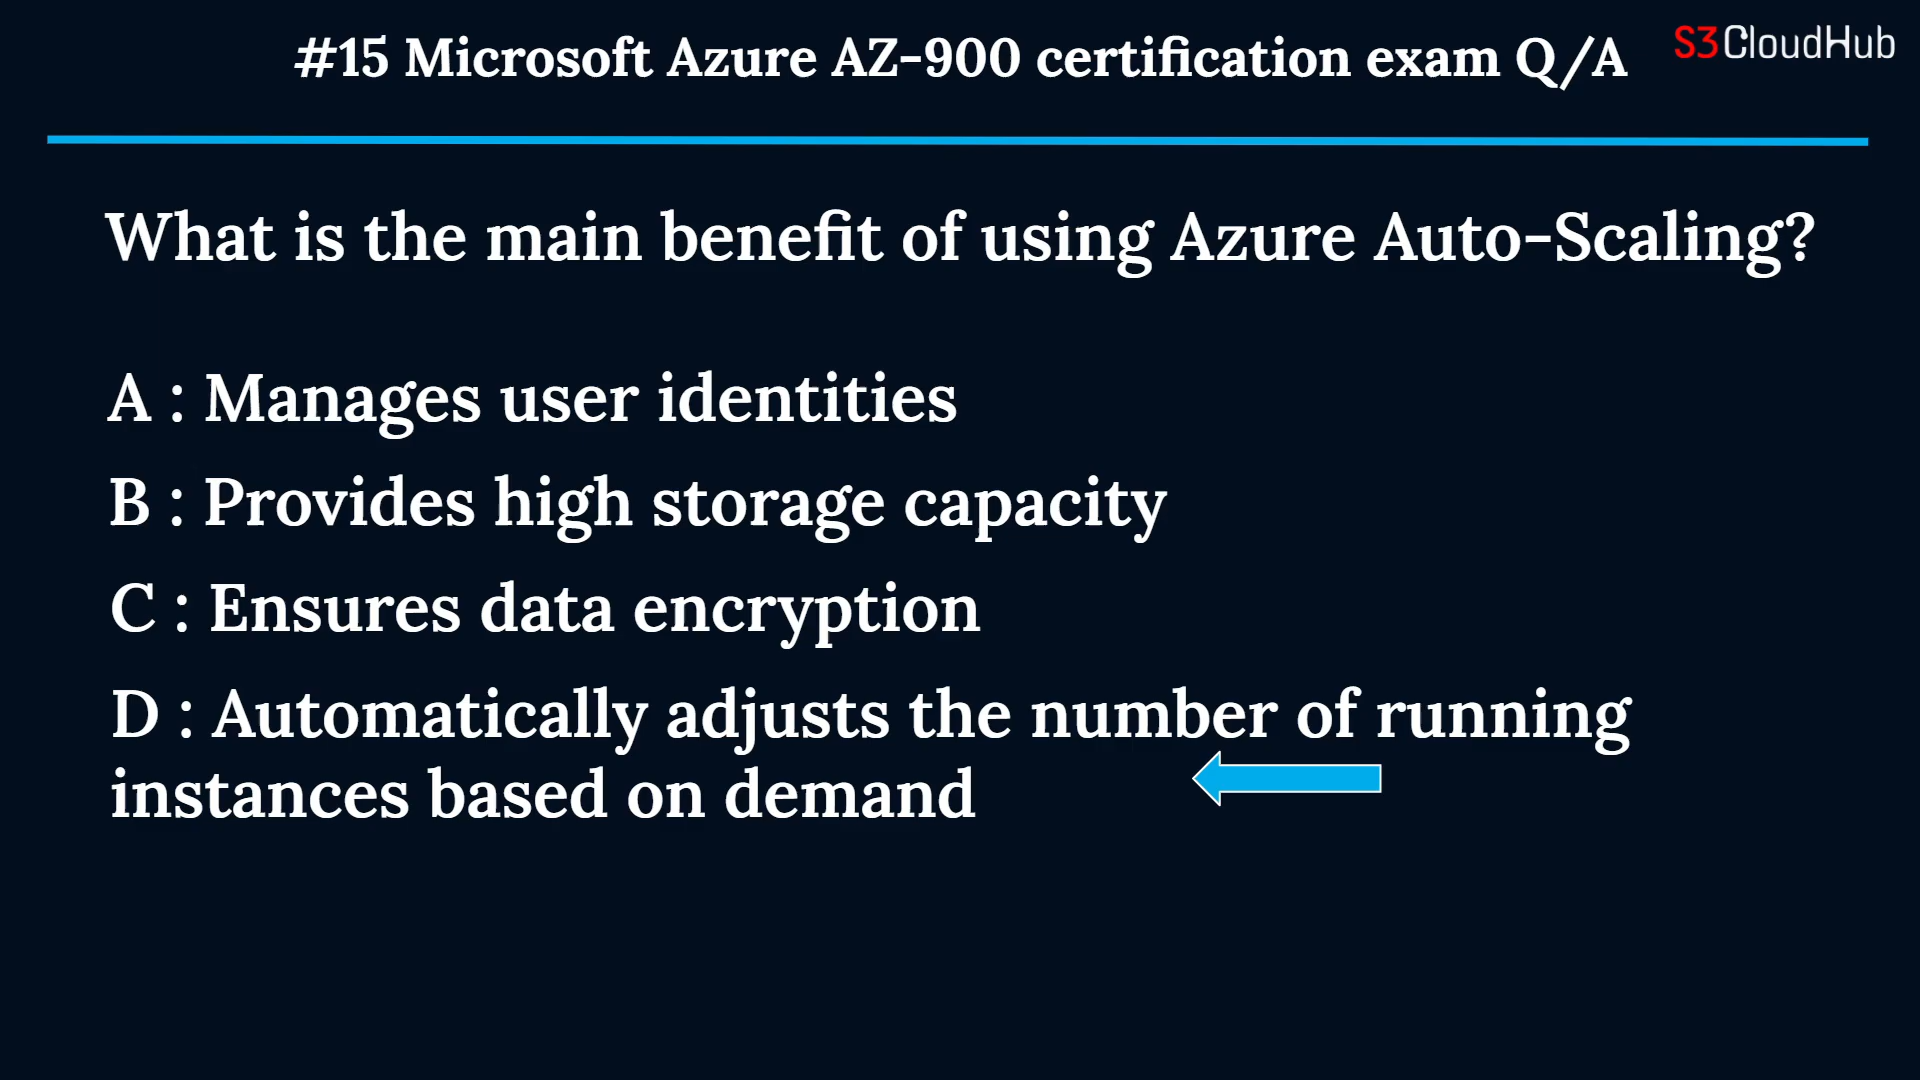 #15 Microsoft Azure AZ-900 certification exam Q/A
S3CloudHub
What is the main benefit of using Azure Auto-Scaling?
A : Manages user identities
B : Provides high storage capacity
C : Ensures data encryption
D : Automatically adjusts the number of running
instances based on demand